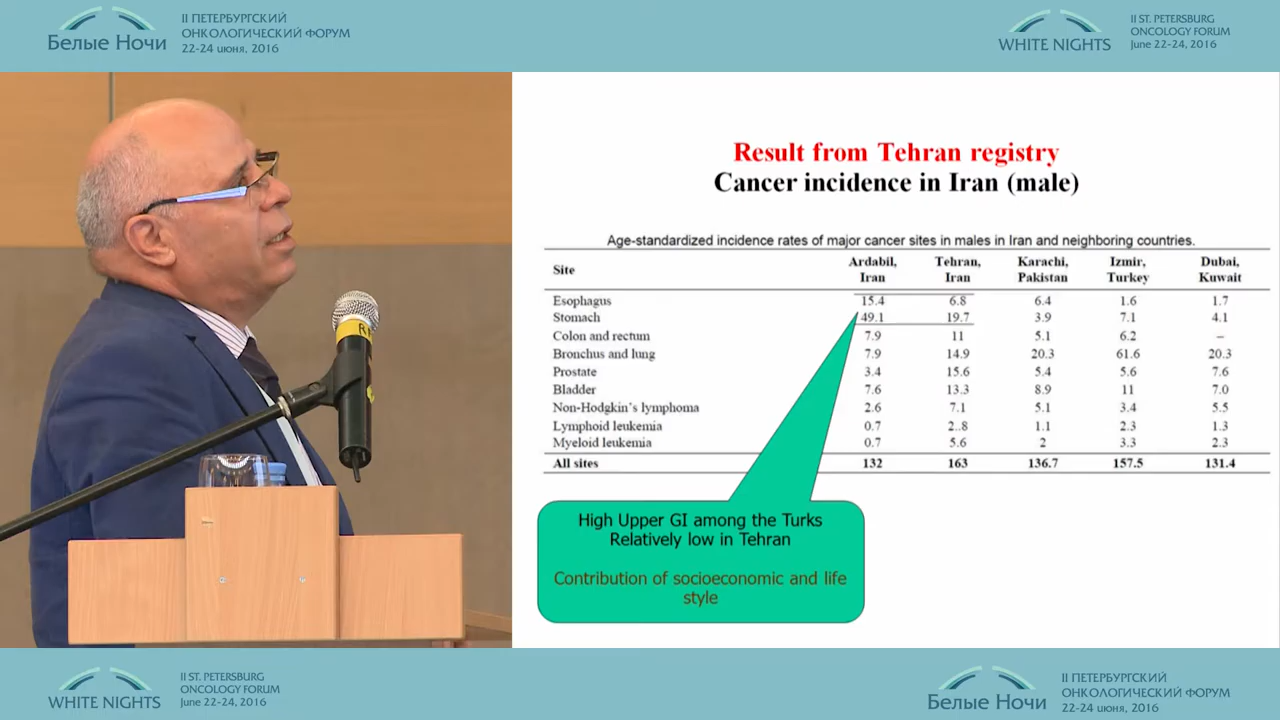 Белые Ночи
II ПЕТЕРБУРГСКИЙ
ОНКОЛОГИЧЕСКИЙ ФОРУМ
22-24 июня, 2016
WHITE NIGHTS
II ST. PETERSBURG
ONCOLOGY FORUM
June 22-24, 2016
Result from Tehran registry
Cancer incidence in Iran (male)
Age-standardized incidence rates of major cancer sites in males in Iran and neighboring countries.
Site Ardabil, Iran Tehran, Iran Karachi, Pakistan Izmir, Turkey Dubai, Kuwait
Esophagus 15.4 6.8 6.4 1.6 1.7
Stomach 49.1 19.7 3.9 7.1 4.1
Colon and rectum 7.9 11 5.1 6.2 –
Bronchus and lung 7.9 14.9 20.3 61.6 20.3
Prostate 3.4 15.6 5.4 5.6 7.6
Bladder 7.6 13.3 8.9 11 7.0
Non-Hodgkin's lymphoma 2.6 7.1 5.1 3.4 5.5
Lymphoid leukemia 0.7 2..8 1.1 2.3 1.3
Myeloid leukemia 0.7 5.6 2 3.3 2.3
All sites 132 163 136.7 157.5 131.4
High Upper GI among the Turks
Relatively low in Tehran
Contribution of socioeconomic and life
style
WHITE NIGHTS
II ST. PETERSBURG
ONCOLOGY FORUM
June 22-24, 2016
Белые Ночи
II ПЕТЕРБУРГСКИЙ
ОНКОЛОГИЧЕСКИЙ ФОРУМ
22-24 июня, 2016